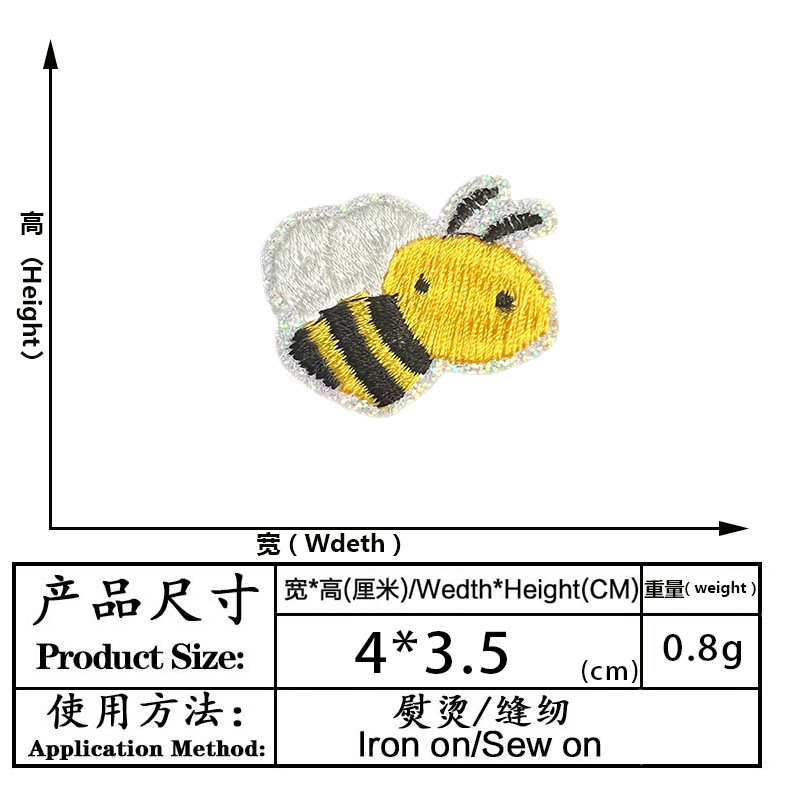 高(Height)
宽(Wdeth)
产品尺寸
Product Size:
宽*高(厘米)/Wedth*Height(CM)
重量(weight)
4*3.5 (cm)
0.8g
使用方法:
Application Method:
熨烫/缝纫
Iron on/Sew on